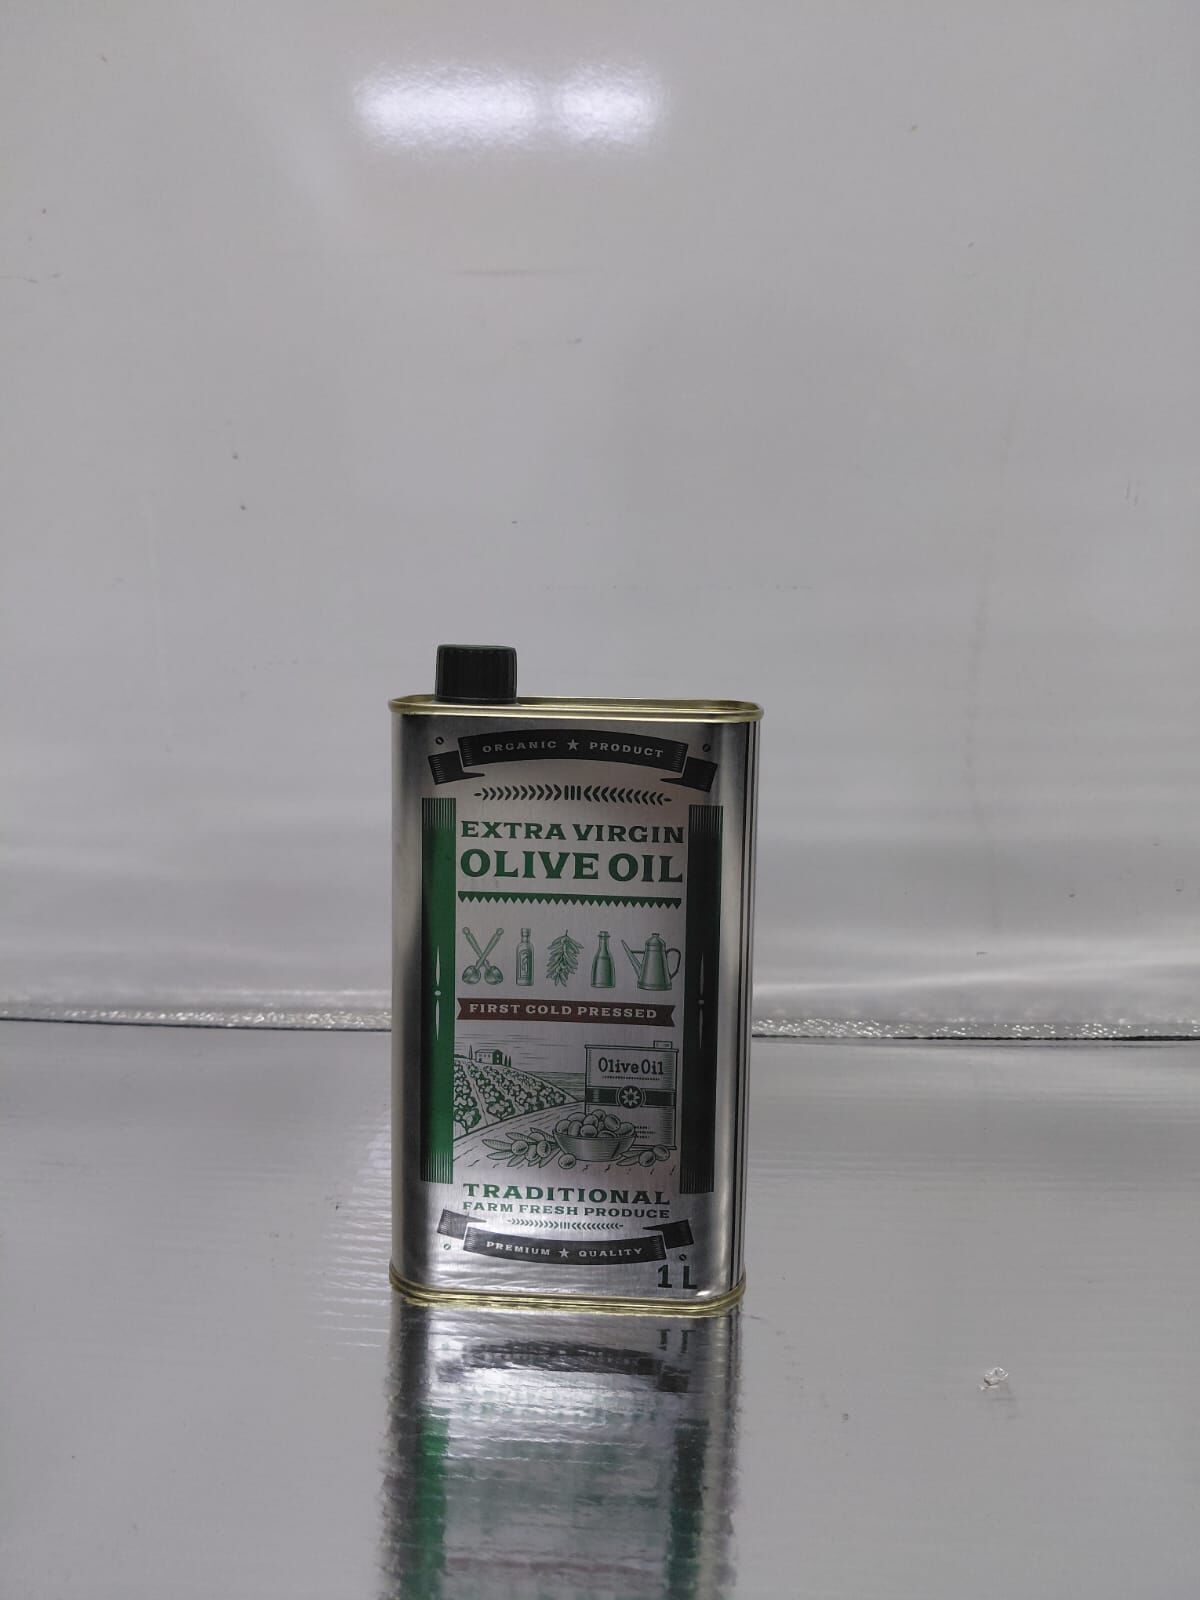 ORGANIC ★ PRODUCT
EXTRA VIRGIN
OLIVE OIL
FIRST COLD PRESSED
Olive Oil
TRADITIONAL
FARM FRESH PRODUCE
PREMIUM ★ QUALITY
1 L